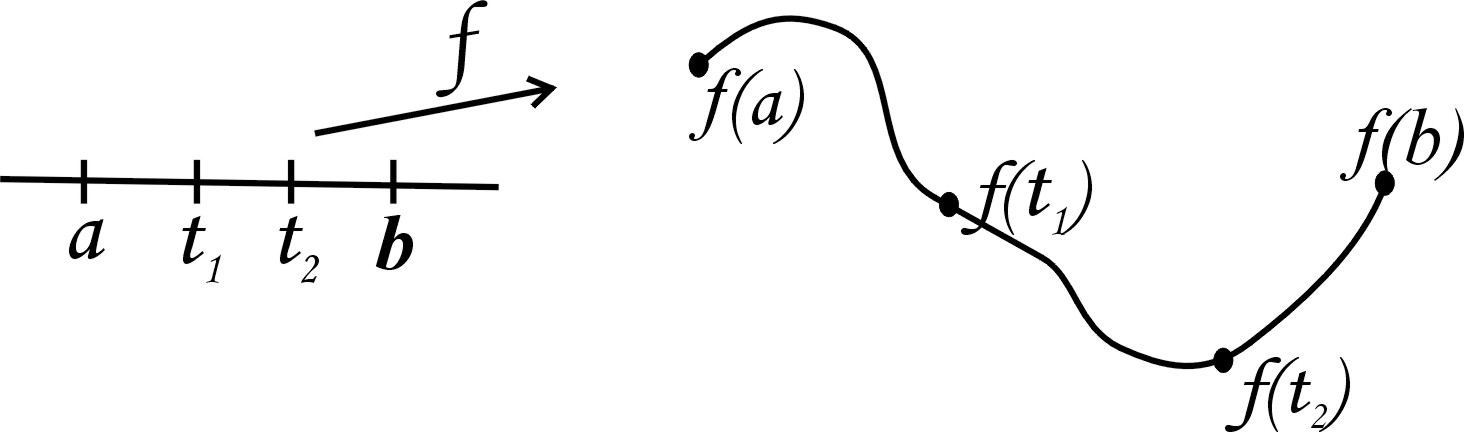 f
a t₁ t₂ b
f(a)
f(t₁)
f(b)
f(t₂)